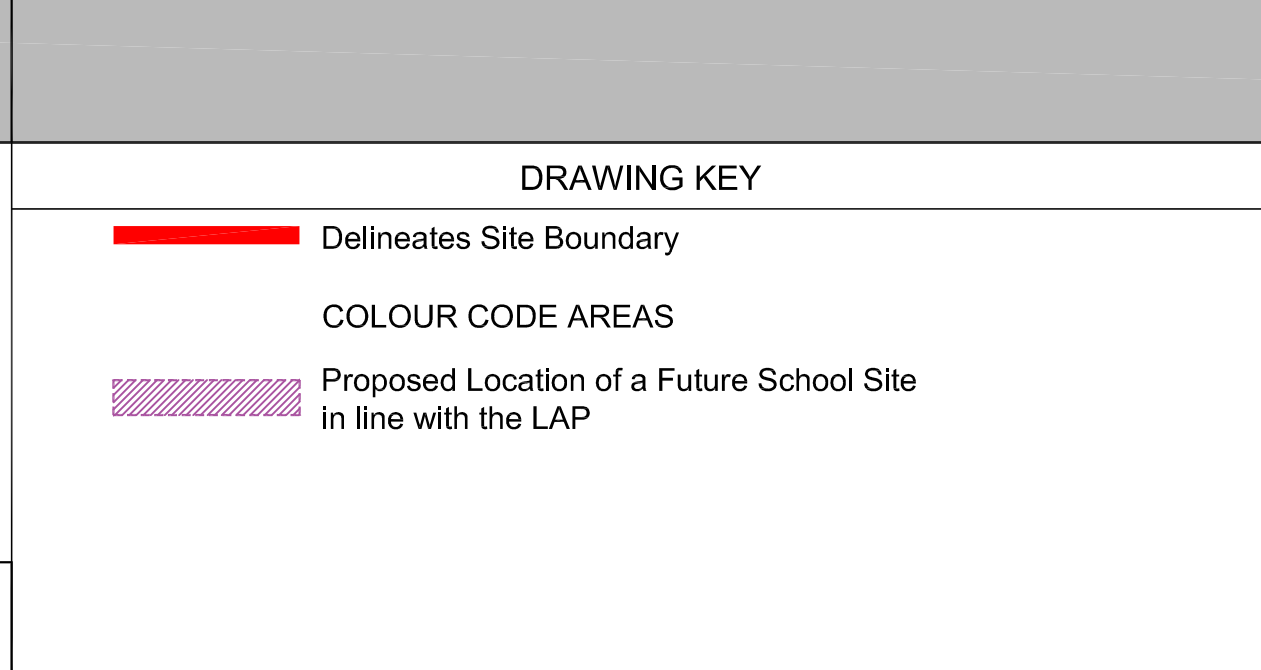 DRAWING KEY
Delineates Site Boundary
COLOUR CODE AREAS
Proposed Location of a Future School Site
in line with the LAP